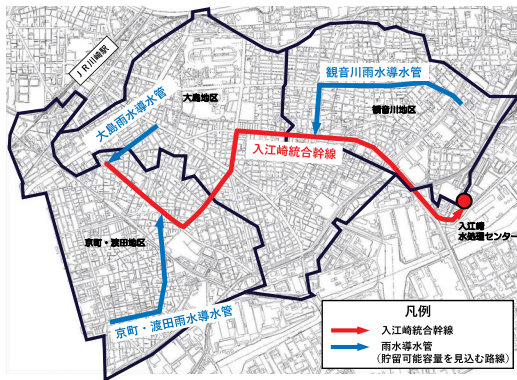 JR川崎駅
大島地区
大島雨水導水管
観音川雨水導水管
観音川地区
入江崎統合幹線
入江崎
水処理センター
京町・渡田地区
京町・渡田雨水導水管
凡例
入江崎統合幹線
雨水導水管
(貯留可能容量を見込む路線)